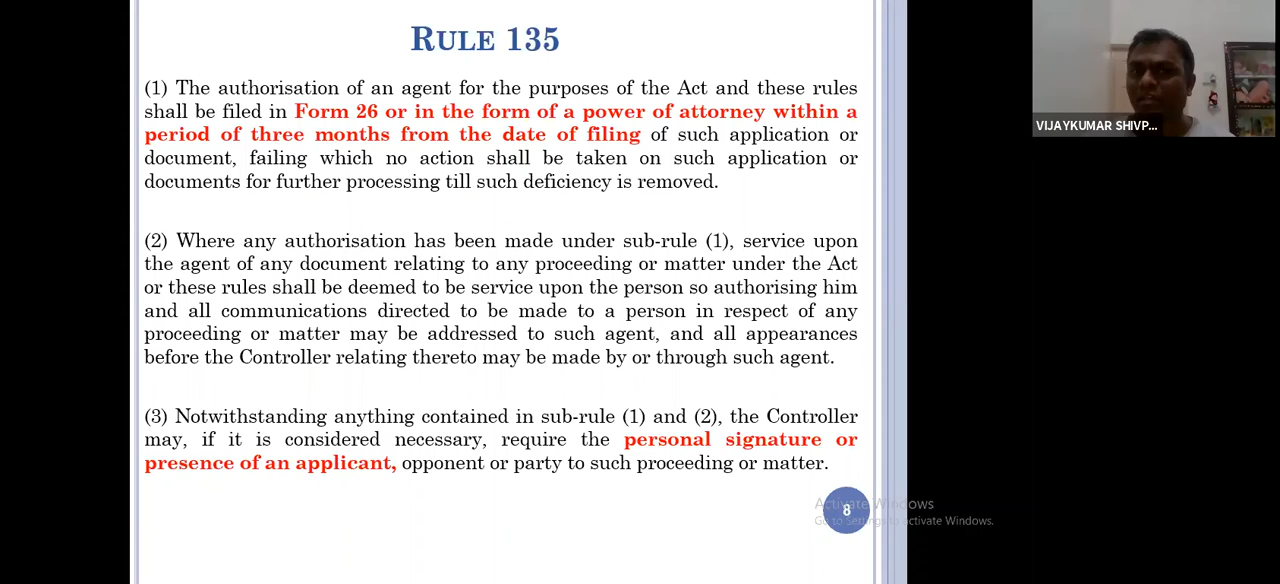 RULE 135
(1) The authorisation of an agent for the purposes of the Act and these rules
shall be filed in Form 26 or in the form of a power of attorney within a
period of three months from the date of filing of such application or
document, failing which no action shall be taken on such application or
documents for further processing till such deficiency is removed.
(2) Where any authorisation has been made under sub-rule (1), service upon
the agent of any document relating to any proceeding or matter under the Act
or these rules shall be deemed to be service upon the person so authorising him
and all communications directed to be made to a person in respect of any
proceeding or matter may be addressed to such agent, and all appearances
before the Controller relating thereto may be made by or through such agent.
(3) Notwithstanding anything contained in sub-rule (1) and (2), the Controller
may, if it is considered necessary, require the personal signature or
presence of an applicant, opponent or party to such proceeding or matter.
8
Activate Windows
Go to Settings to activate Windows.
VIJAYKUMAR SHIVP...